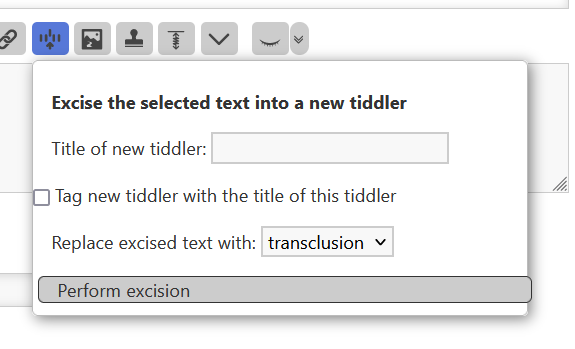 Excise the selected text into a new tiddler
Title of new tiddler:
Tag new tiddler with the title of this tiddler
Replace excised text with: transclusion
Perform excision